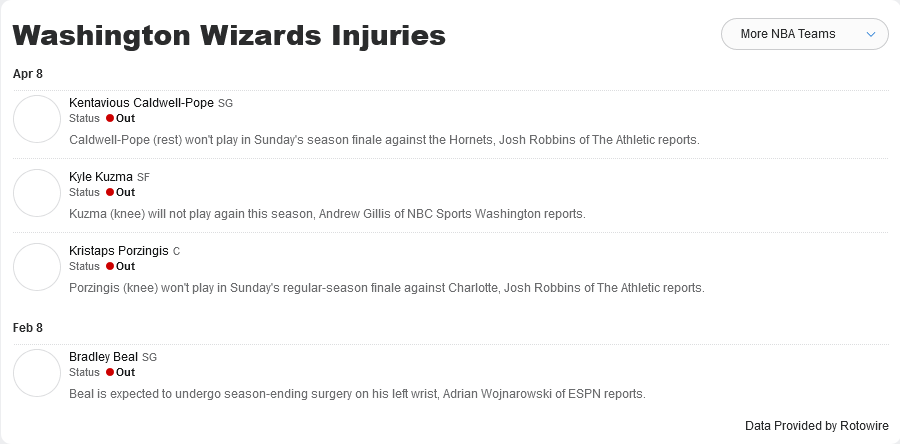 Washington Wizards Injuries
More NBA Teams
Apr 8
Kentavious Caldwell-Pope SG
Status Out
Caldwell-Pope (rest) won't play in Sunday's season finale against the Hornets, Josh Robbins of The Athletic reports.
Kyle Kuzma SF
Status Out
Kuzma (knee) will not play again this season, Andrew Gillis of NBC Sports Washington reports.
Kristaps Porzingis C
Status Out
Porzingis (knee) won't play in Sunday's regular-season finale against Charlotte, Josh Robbins of The Athletic reports.
Feb 8
Bradley Beal SG
Status Out
Beal is expected to undergo season-ending surgery on his left wrist, Adrian Wojnarowski of ESPN reports.
Data Provided by Rotowire